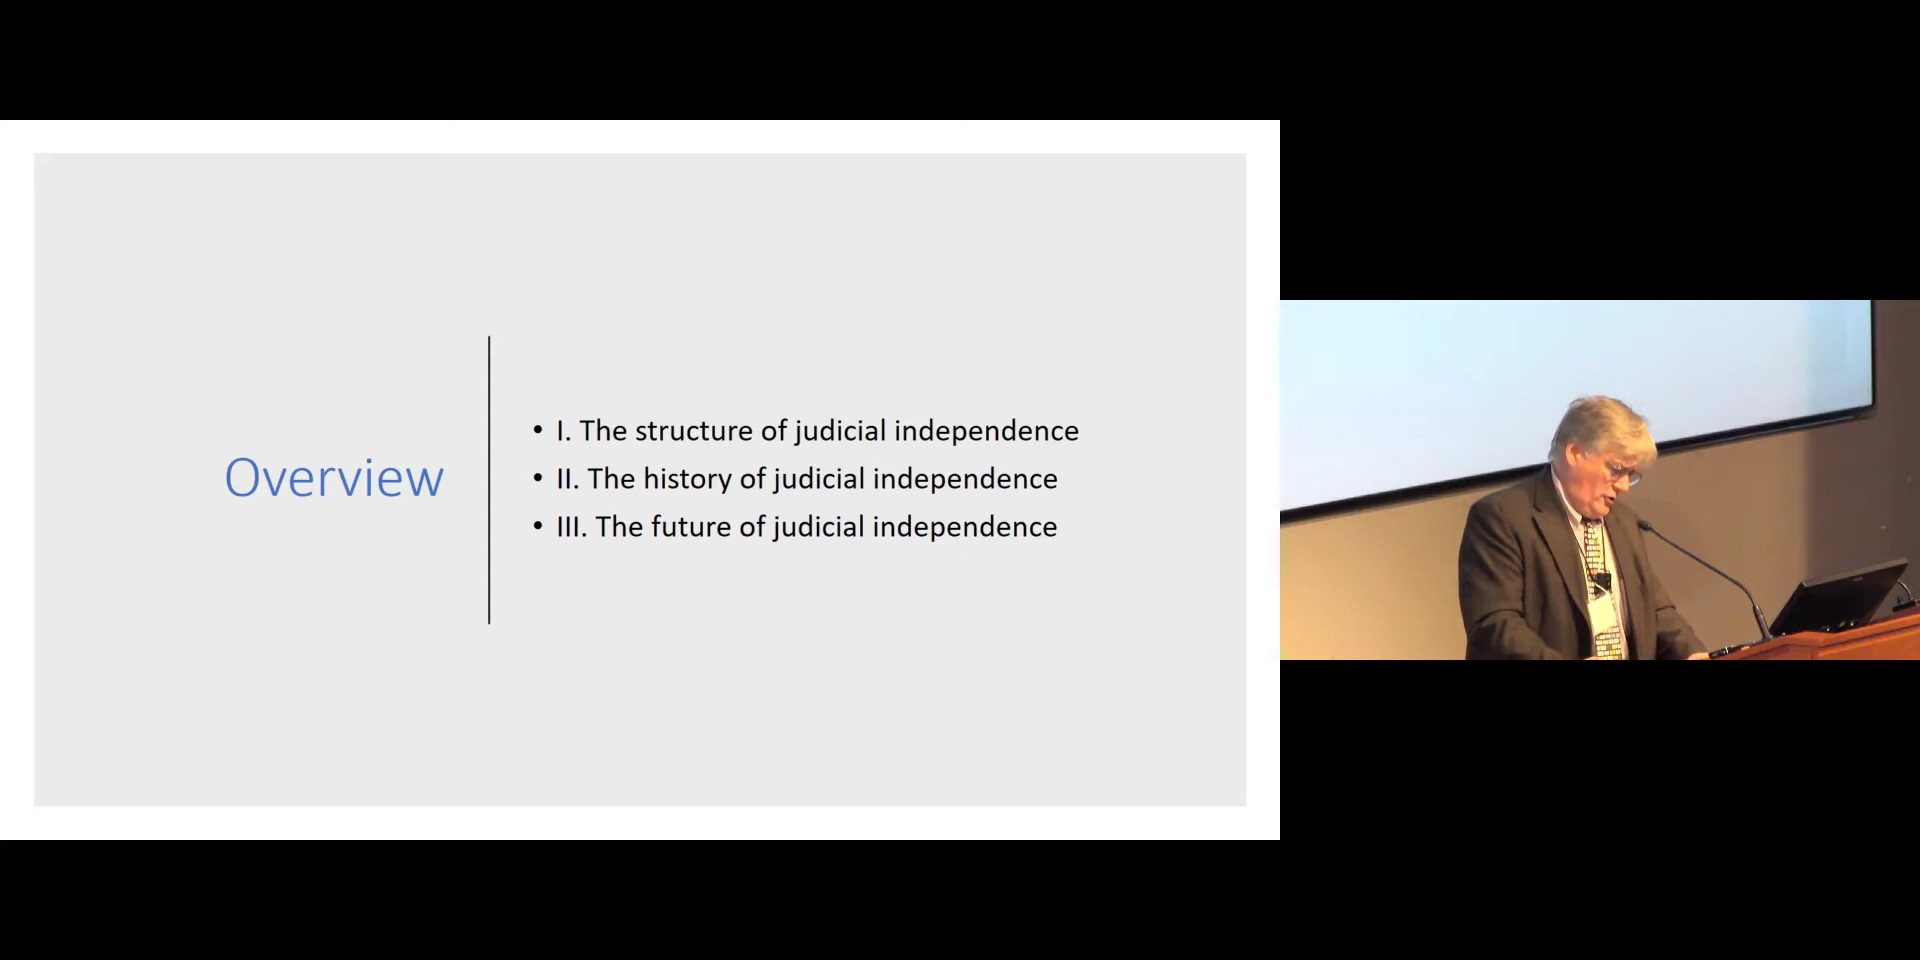 Overview
• I. The structure of judicial independence
• II. The history of judicial independence
• III. The future of judicial independence